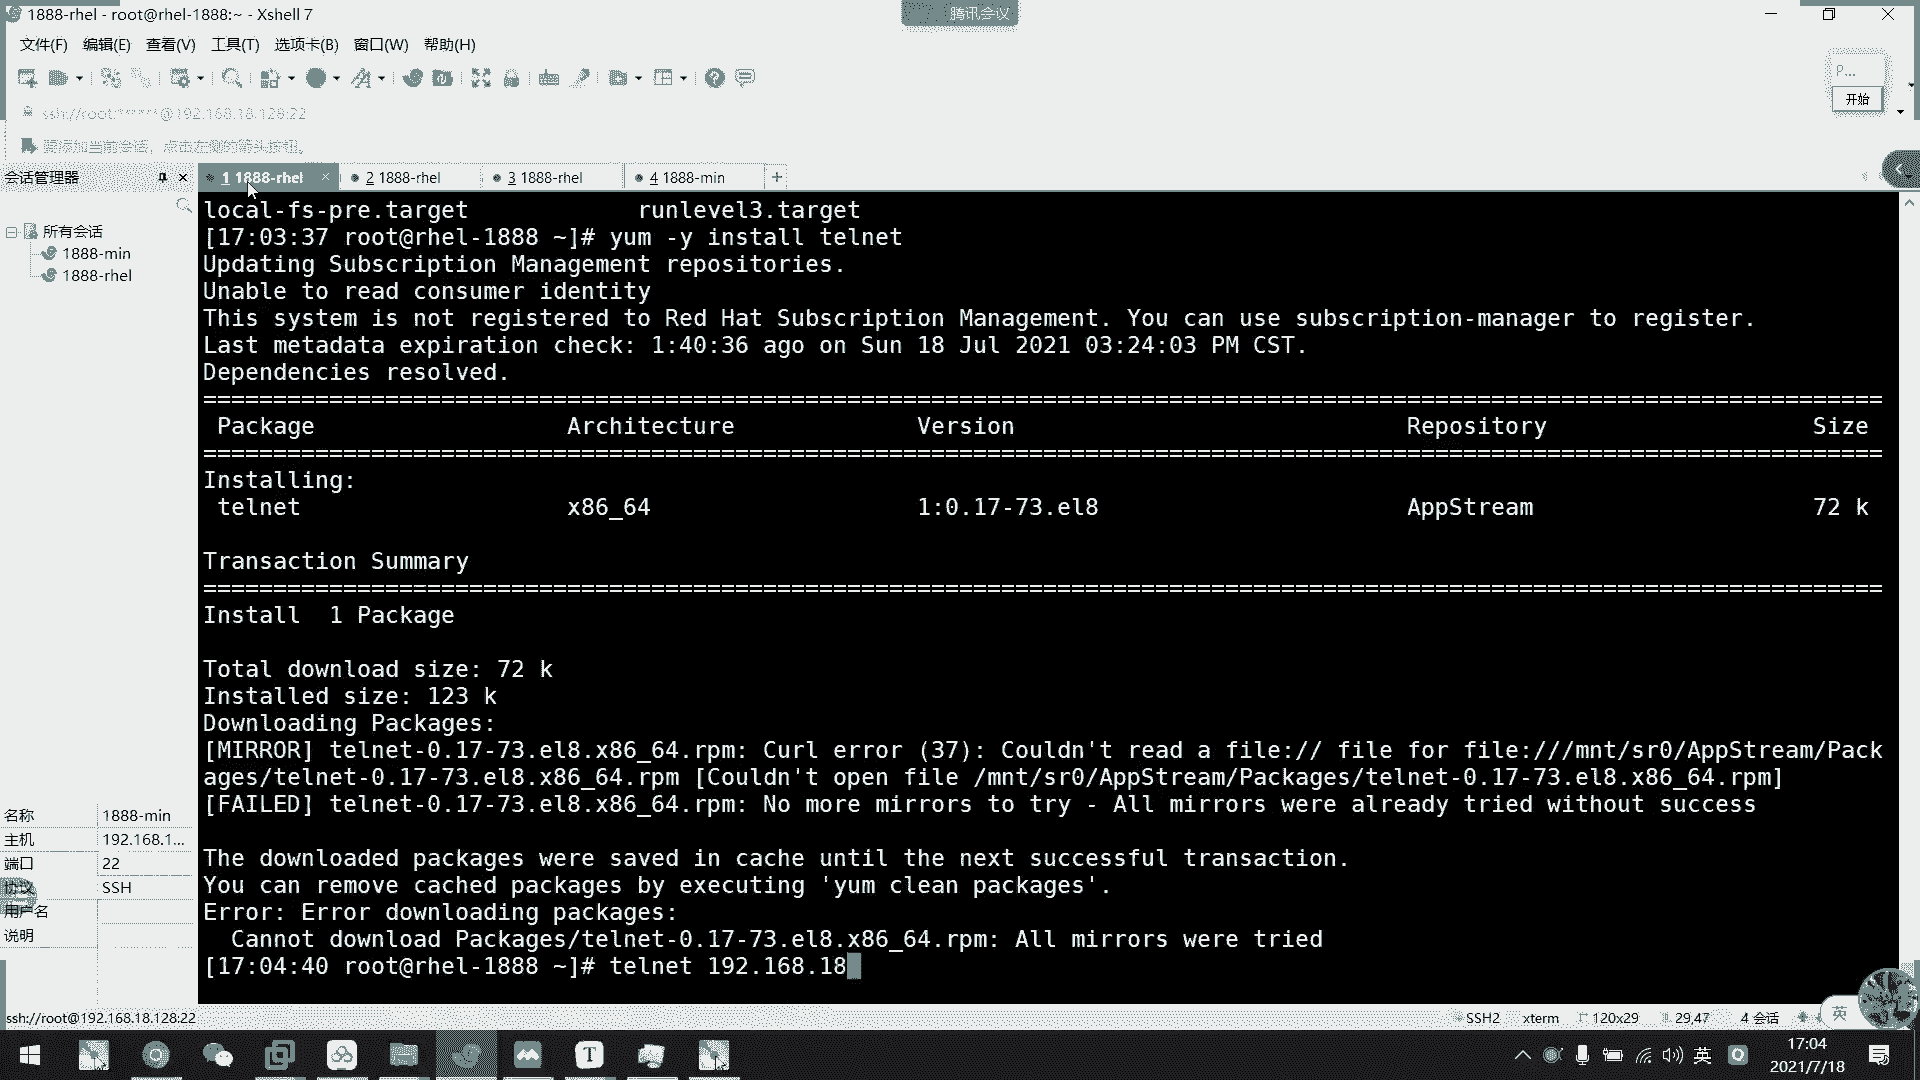 1888-rhel - root@rhel-1888:~ - Xshell 7
腾讯会议
文件(F) 编辑(E) 查看(V) 工具(T) 选项卡(B) 窗口(W) 帮助(H)
P...
开始
ssh://root:******@192.168.18.128:22
要添加当前会话，点击左侧的箭头按钮。
会话管理器
1 1888-rhel 2 1888-rhel 3 1888-rhel 4 1888-min
所有会话
1888-min
1888-rhel
local-fs-pre.target runlevel3.target
[17:03:37 root@rhel-1888 ~]# yum -y install telnet
Updating Subscription Management repositories.
Unable to read consumer identity
This system is not registered to Red Hat Subscription Management. You can use subscription-manager to register.
Last metadata expiration check: 1:40:36 ago on Sun 18 Jul 2021 03:24:03 PM CST.
Dependencies resolved.
Package Architecture Version Repository Size
Installing:
telnet x86_64 1:0.17-73.el8 AppStream 72 k
Transaction Summary
Install 1 Package
Total download size: 72 k
Installed size: 123 k
Downloading Packages:
[MIRROR] telnet-0.17-73.el8.x86_64.rpm: Curl error (37): Couldn't read a file:// file for file:///mnt/sr0/AppStream/Pack
ages/telnet-0.17-73.el8.x86_64.rpm [Couldn't open file /mnt/sr0/AppStream/Packages/telnet-0.17-73.el8.x86_64.rpm]
[FAILED] telnet-0.17-73.el8.x86_64.rpm: No more mirrors to try - All mirrors were already tried without success
The downloaded packages were saved in cache until the next successful transaction.
You can remove cached packages by executing 'yum clean packages'.
Error: Error downloading packages:
Cannot download Packages/telnet-0.17-73.el8.x86_64.rpm: All mirrors were tried
[17:04:40 root@rhel-1888 ~]# telnet 192.168.18
名称 1888-min
主机 192.168.1...
端口 22
协议 SSH
用户名
说明
ssh://root@192.168.18.128:22
SSH2 xterm 120x29 29,47 4 会话
英
英
17:04
2021/7/18